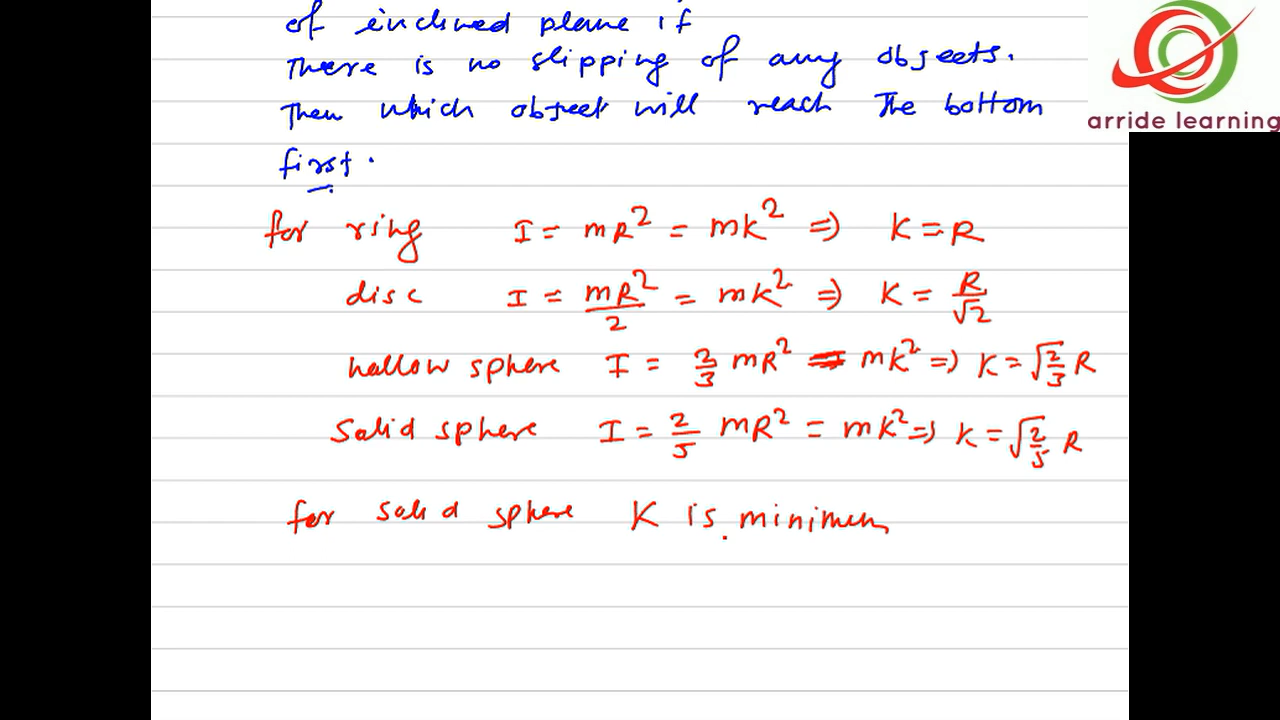 of inclined plane if
There is no slipping of any objects.
Then which object will reach The bottom
first.
for ring I = mR² = mK² ⇒ K = R
disc I = mR²/2 = mK² ⇒ K = R/√2
hallow sphere I = 2/3 mR² = mK² ⇒ K = √2/3 R
Solid sphere I = 2/5 mR² = mK² ⇒ K = √2/5 R
for solid sphere K is minimum
arride learning